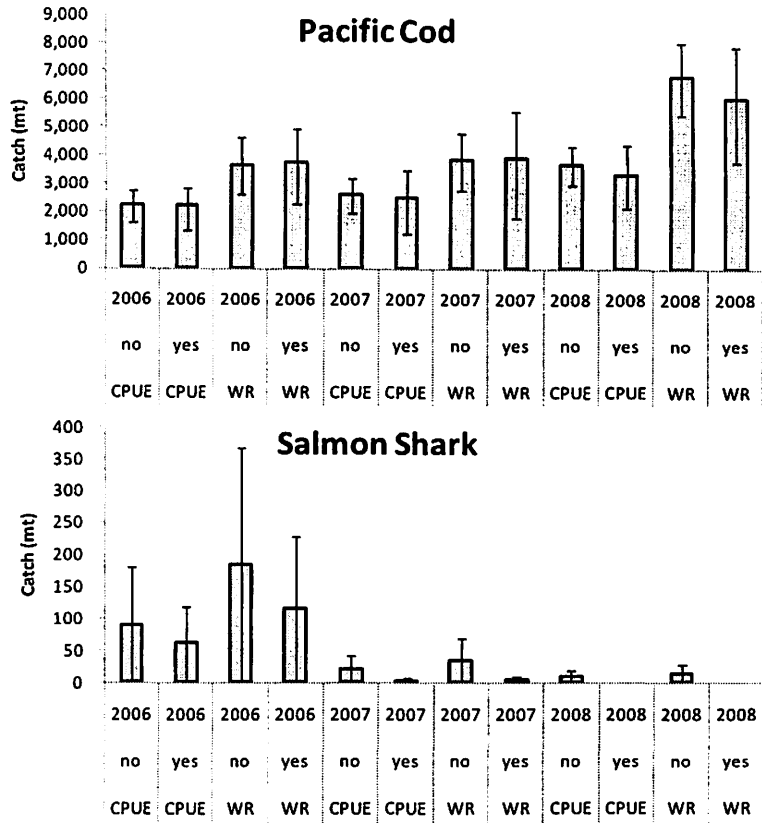 Pacific Cod
9,000
8,000
7,000
6,000
5,000
4,000
3,000
2,000
1,000
0
Catch (mt)
2006 2006 2006 2006 2007 2007 2007 2007 2008 2008 2008 2008
no yes no yes no yes no yes no yes no yes
CPUE CPUE WR WR CPUE CPUE WR WR CPUE CPUE WR WR
Salmon Shark
400
350
300
250
200
150
100
50
0
Catch (mt)
2006 2006 2006 2006 2007 2007 2007 2007 2008 2008 2008 2008
no yes no yes no yes no yes no yes no yes
CPUE CPUE WR WR CPUE CPUE WR WR CPUE CPUE WR WR